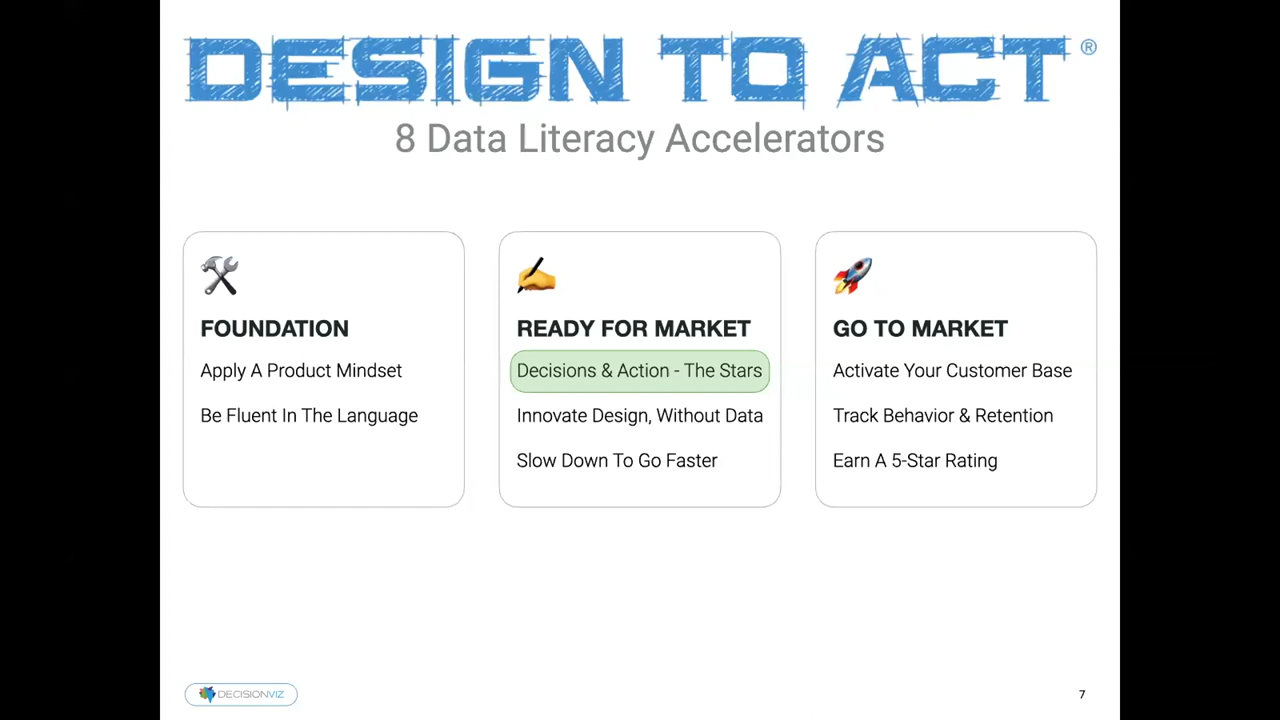 DESIGN TO ACT®
8 Data Literacy Accelerators
FOUNDATION
Apply A Product Mindset
Be Fluent In The Language
READY FOR MARKET
Decisions & Action - The Stars
Innovate Design, Without Data
Slow Down To Go Faster
GO TO MARKET
Activate Your Customer Base
Track Behavior & Retention
Earn A 5-Star Rating
DECISIONVIZ
7